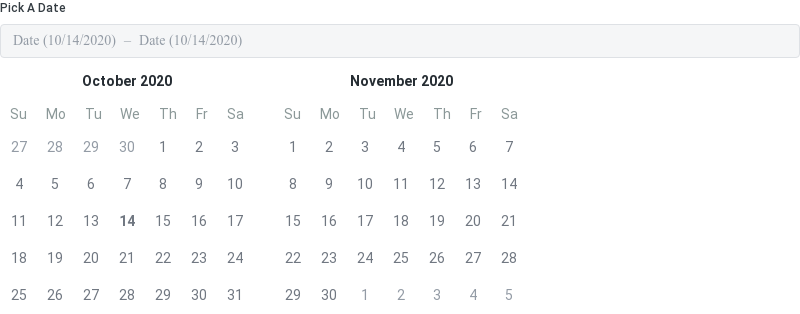 Pick A Date
Date (10/14/2020) – Date (10/14/2020)
October 2020
Su Mo Tu We Th Fr Sa
27 28 29 30 1 2 3
4 5 6 7 8 9 10
11 12 13 14 15 16 17
18 19 20 21 22 23 24
25 26 27 28 29 30 31
November 2020
Su Mo Tu We Th Fr Sa
1 2 3 4 5 6 7
8 9 10 11 12 13 14
15 16 17 18 19 20 21
22 23 24 25 26 27 28
29 30 1 2 3 4 5